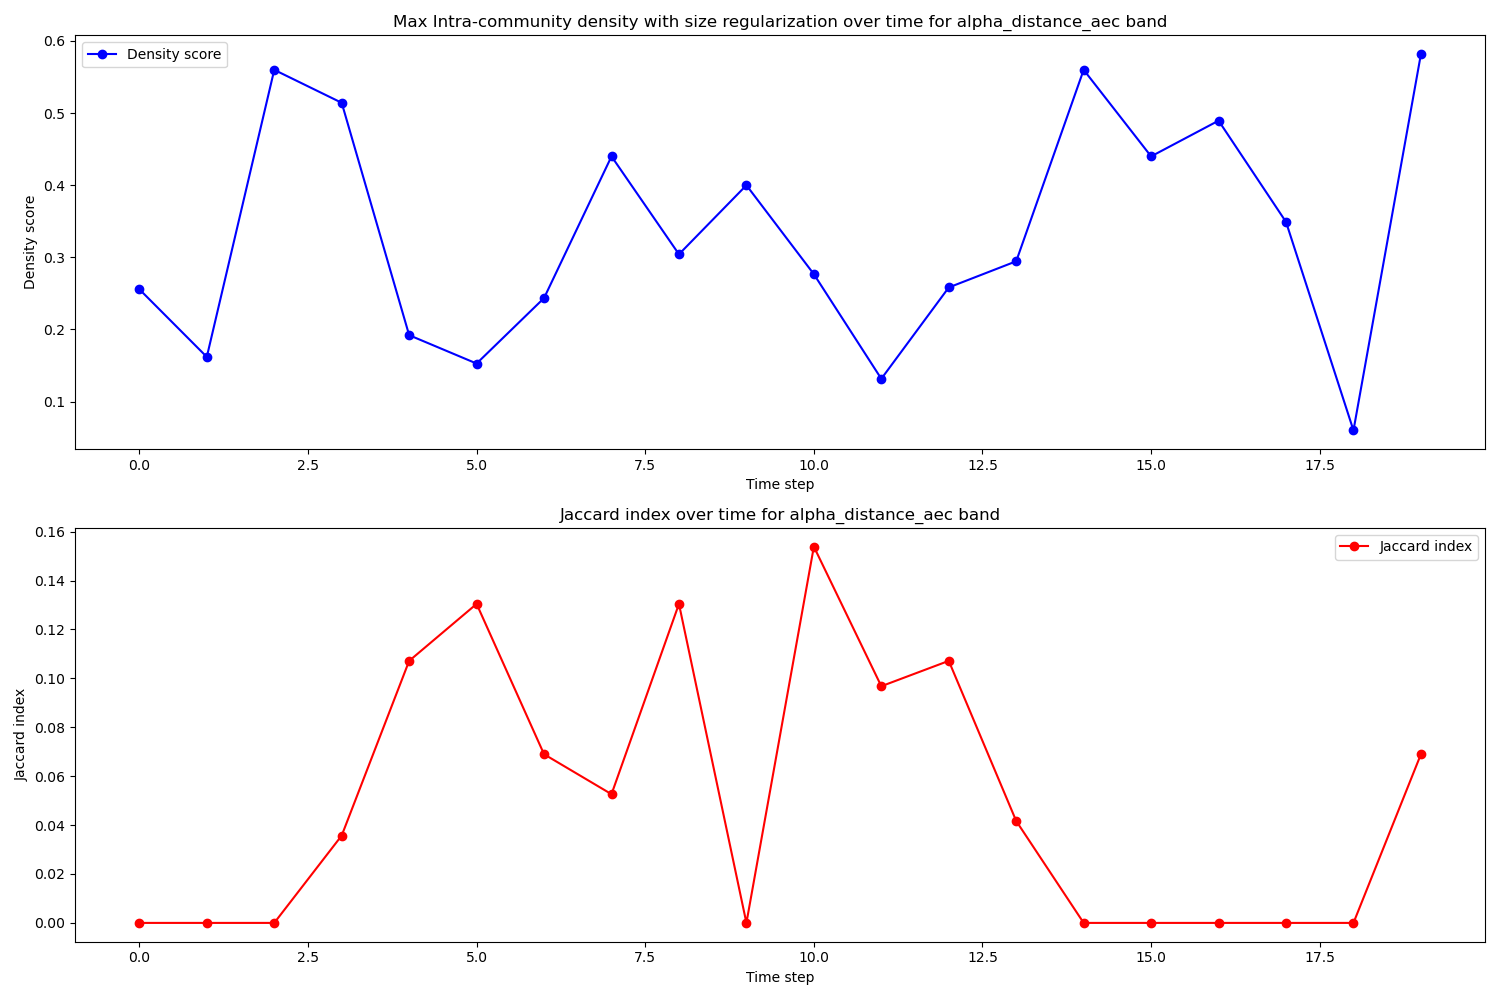 Max Intra-community density with size regularization over time for alpha_distance_aec band
Density score
0.6
0.5
0.4
0.3
0.2
0.1
Density score
0.0 2.5 5.0 7.5 10.0 12.5 15.0 17.5
Time step
Jaccard index over time for alpha_distance_aec band
Jaccard index
0.16
0.14
0.12
0.10
0.08
0.06
0.04
0.02
0.00
Jaccard index
0.0 2.5 5.0 7.5 10.0 12.5 15.0 17.5
Time step